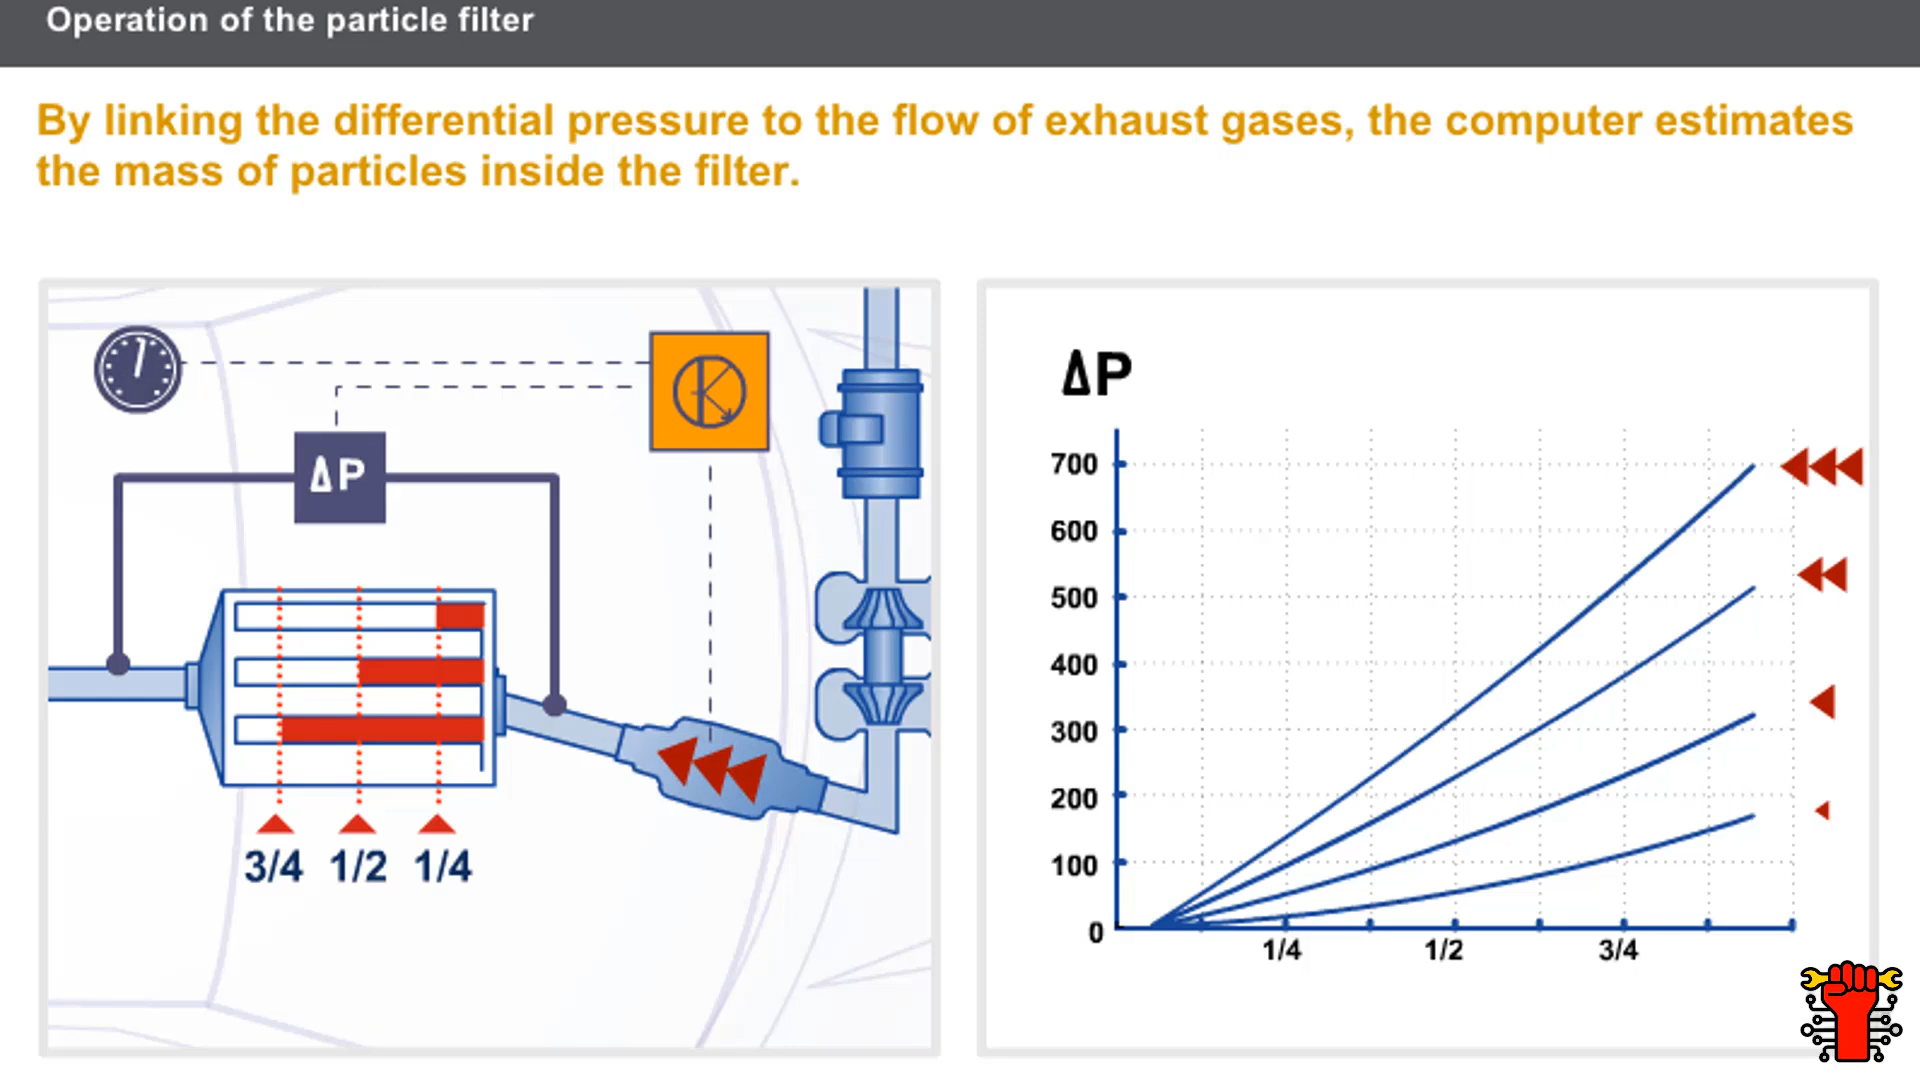 Operation of the particle filter
By linking the differential pressure to the flow of exhaust gases, the computer estimates
the mass of particles inside the filter.
ΔP
3/4 1/2 1/4
ΔP
700
600
500
400
300
200
100
0
1/4 1/2 3/4